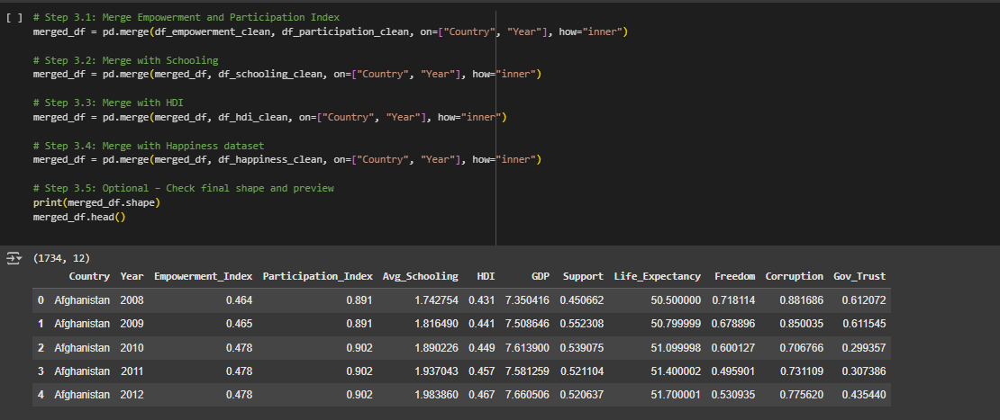 [ ] # Step 3.1: Merge Empowerment and Participation Index
merged_df = pd.merge(df_empowerment_clean, df_participation_clean, on=["Country", "Year"], how="inner")
# Step 3.2: Merge with Schooling
merged_df = pd.merge(merged_df, df_schooling_clean, on=["Country", "Year"], how="inner")
# Step 3.3: Merge with HDI
merged_df = pd.merge(merged_df, df_hdi_clean, on=["Country", "Year"], how="inner")
# Step 3.4: Merge with Happiness dataset
merged_df = pd.merge(merged_df, df_happiness_clean, on=["Country", "Year"], how="inner")
# Step 3.5: Optional – Check final shape and preview
print(merged_df.shape)
merged_df.head()
(1734, 12)
Country Year Empowerment_Index Participation_Index Avg_Schooling HDI GDP Support Life_Expectancy Freedom Corruption Gov_Trust
0 Afghanistan 2008 0.464 0.891 1.742754 0.431 7.350416 0.450662 50.500000 0.718114 0.881686 0.612072
1 Afghanistan 2009 0.465 0.891 1.816490 0.441 7.508646 0.552308 50.799999 0.678896 0.850035 0.611545
2 Afghanistan 2010 0.478 0.902 1.890226 0.449 7.613900 0.539075 51.099998 0.600127 0.706766 0.299357
3 Afghanistan 2011 0.478 0.902 1.937043 0.457 7.581259 0.521104 51.400002 0.495901 0.731109 0.307386
4 Afghanistan 2012 0.478 0.902 1.983860 0.467 7.660506 0.520637 51.700001 0.530935 0.775620 0.435440